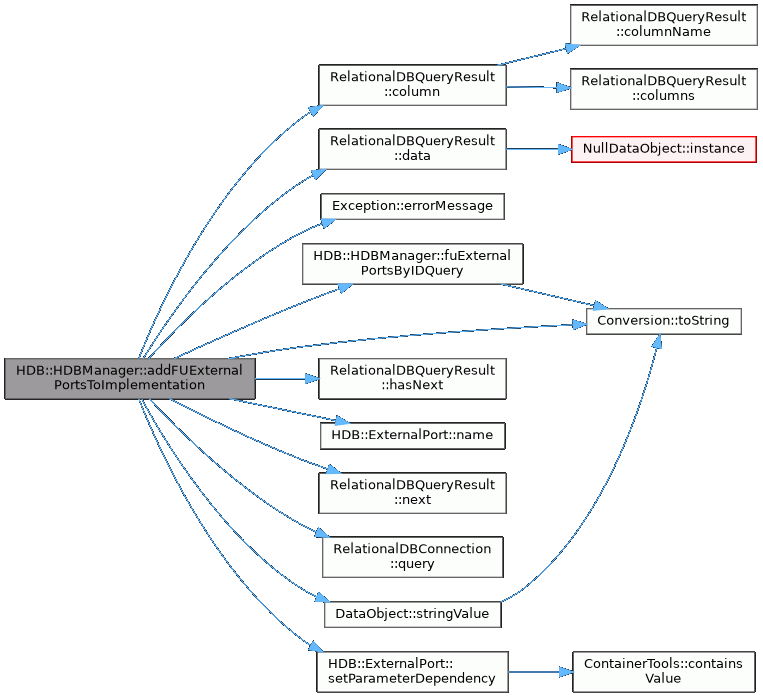 RelationalDBQueryResult
::columnName
RelationalDBQueryResult
::column
RelationalDBQueryResult
::columns
RelationalDBQueryResult
::data
NullDataObject::instance
Exception::errorMessage
HDB::HDBManager::fuExternal
PortsByIDQuery
Conversion::toString
HDB::HDBManager::addFUExternal
PortsToImplementation
RelationalDBQueryResult
::hasNext
HDB::ExternalPort::name
RelationalDBQueryResult
::next
RelationalDBConnection
::query
DataObject::stringValue
HDB::ExternalPort::
setParameterDependency
ContainerTools::contains
Value